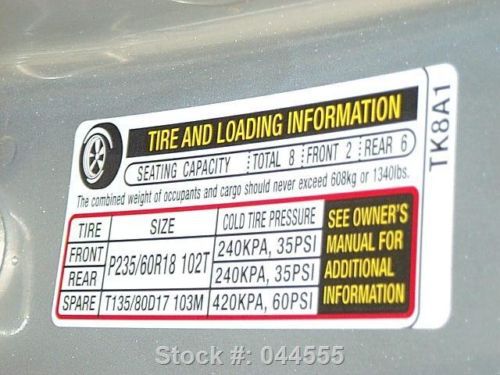 TIRE AND LOADING INFORMATION
SEATING CAPACITY TOTAL 8 FRONT 2 REAR 6
The combined weight of occupants and cargo should never exceed 608kg or 1340lbs.
TIRE SIZE COLD TIRE PRESSURE
FRONT P235/60R18 102T 240KPA, 35PSI
REAR 240KPA, 35PSI
SPARE T135/80D17 103M 420KPA, 60PSI
SEE OWNER'S
MANUAL FOR
ADDITIONAL
INFORMATION
TK8A1
Stock #: 044555